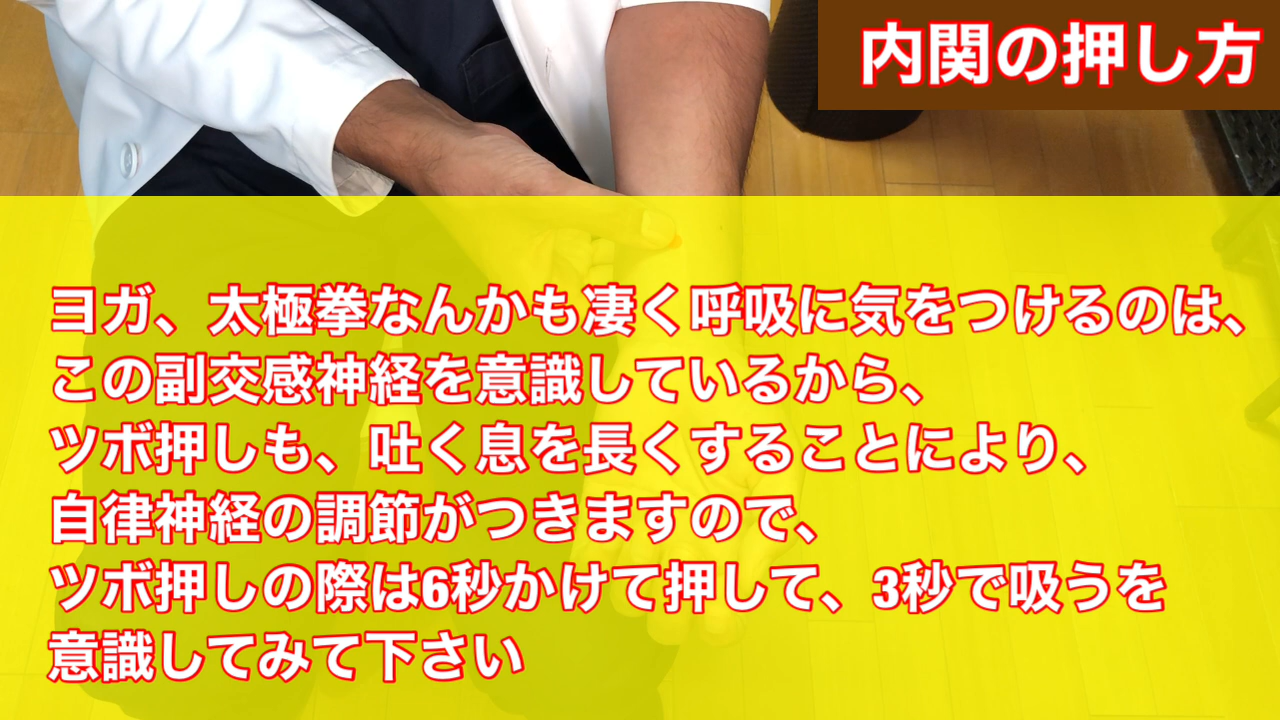 内関の押し方
ヨガ、太極拳なんかも凄く呼吸に気をつけるのは、
この副交感神経を意識しているから、
ツボ押しも、吐く息を長くすることにより、
自律神経の調節がつきますので、
ツボ押しの際は6秒かけて押して、3秒で吸うを
意識してみて下さい